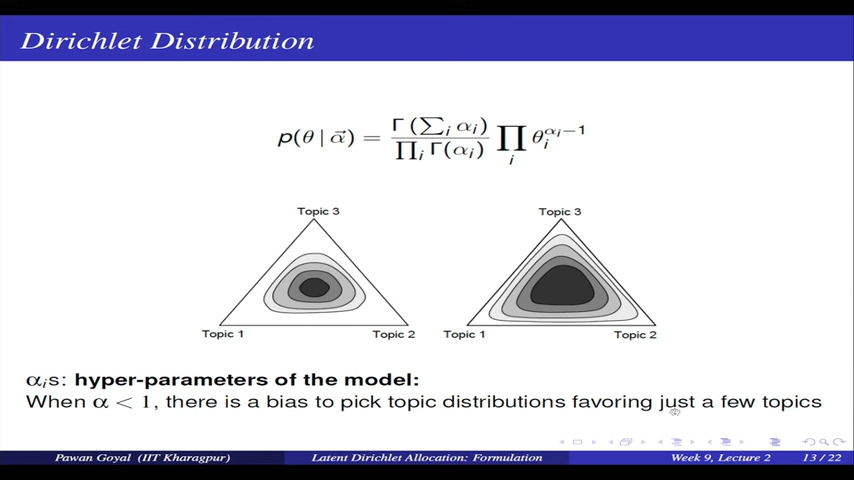 Dirichlet Distribution
p(θ | α⃗) = Γ (∑ᵢ αᵢ) / ∏ᵢ Γ(αᵢ) ∏ᵢ θᵢ^(αᵢ−1)
Topic 3 Topic 3
Topic 1 Topic 2 Topic 1 Topic 2
αᵢs: hyper-parameters of the model:
When α < 1, there is a bias to pick topic distributions favoring just a few topics
Pawan Goyal (IIT Kharagpur) Latent Dirichlet Allocation: Formulation Week 9, Lecture 2 13 / 22